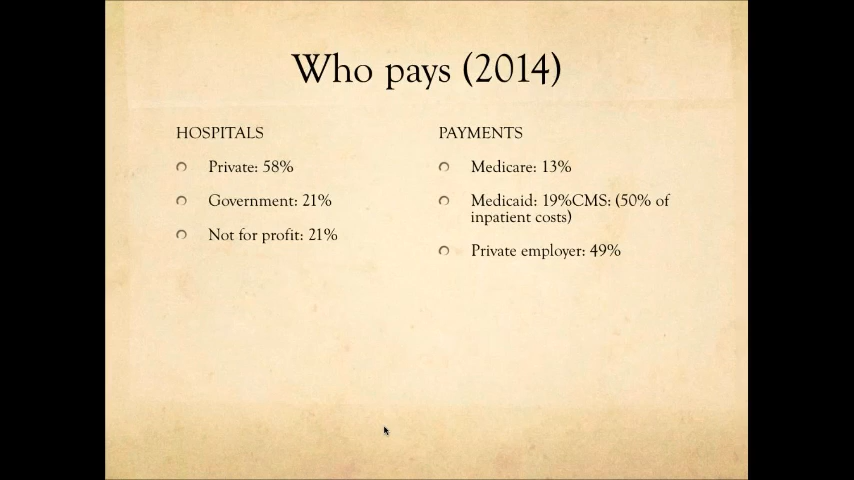 Who pays (2014)
HOSPITALS
Private: 58%
Government: 21%
Not for profit: 21%
PAYMENTS
Medicare: 13%
Medicaid: 19%CMS: (50% of
inpatient costs)
Private employer: 49%